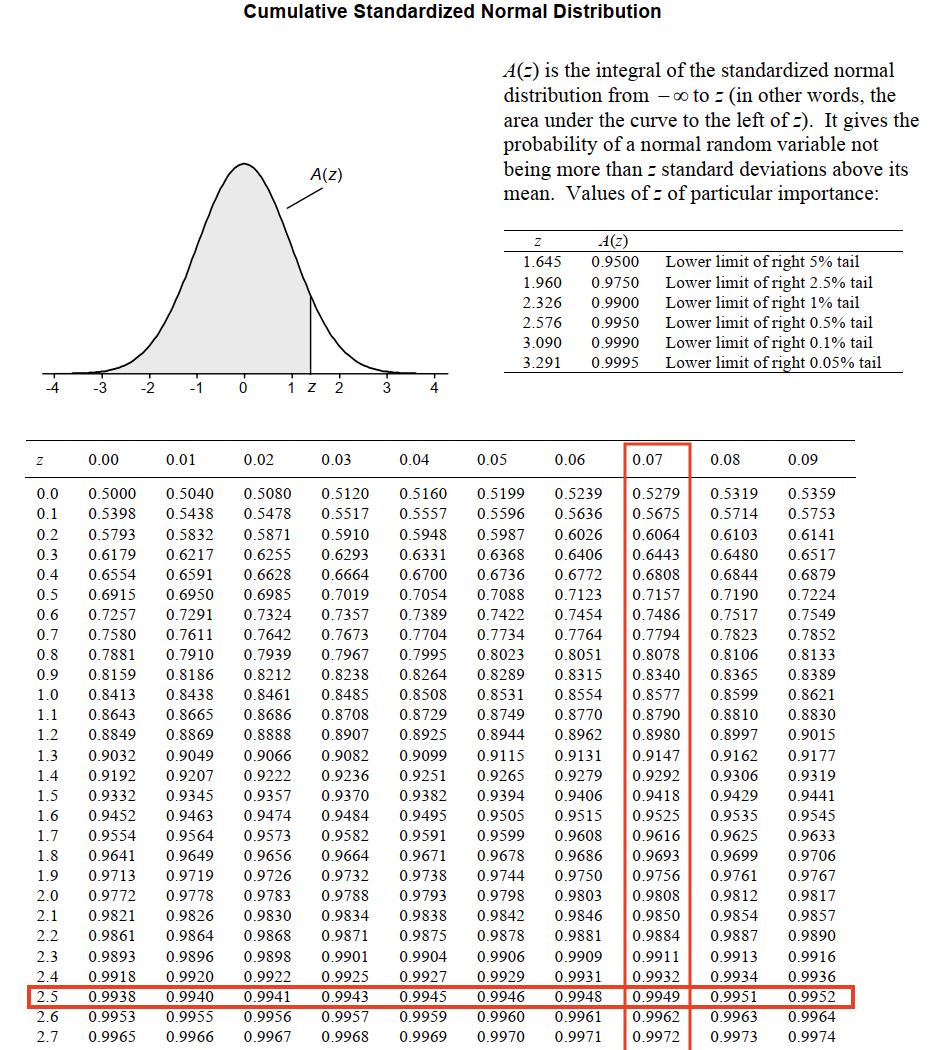 Cumulative Standardized Normal Distribution
A(z) is the integral of the standardized normal
distribution from −∞ to z (in other words, the
area under the curve to the left of z). It gives the
probability of a normal random variable not
being more than z standard deviations above its
mean. Values of z of particular importance:
A(z)
-4 -3 -2 -1 0 1 z 2 3 4
z A(z)
1.645 0.9500 Lower limit of right 5% tail
1.960 0.9750 Lower limit of right 2.5% tail
2.326 0.9900 Lower limit of right 1% tail
2.576 0.9950 Lower limit of right 0.5% tail
3.090 0.9990 Lower limit of right 0.1% tail
3.291 0.9995 Lower limit of right 0.05% tail
z 0.00 0.01 0.02 0.03 0.04 0.05 0.06 0.07 0.08 0.09
0.0 0.5000 0.5040 0.5080 0.5120 0.5160 0.5199 0.5239 0.5279 0.5319 0.5359
0.1 0.5398 0.5438 0.5478 0.5517 0.5557 0.5596 0.5636 0.5675 0.5714 0.5753
0.2 0.5793 0.5832 0.5871 0.5910 0.5948 0.5987 0.6026 0.6064 0.6103 0.6141
0.3 0.6179 0.6217 0.6255 0.6293 0.6331 0.6368 0.6406 0.6443 0.6480 0.6517
0.4 0.6554 0.6591 0.6628 0.6664 0.6700 0.6736 0.6772 0.6808 0.6844 0.6879
0.5 0.6915 0.6950 0.6985 0.7019 0.7054 0.7088 0.7123 0.7157 0.7190 0.7224
0.6 0.7257 0.7291 0.7324 0.7357 0.7389 0.7422 0.7454 0.7486 0.7517 0.7549
0.7 0.7580 0.7611 0.7642 0.7673 0.7704 0.7734 0.7764 0.7794 0.7823 0.7852
0.8 0.7881 0.7910 0.7939 0.7967 0.7995 0.8023 0.8051 0.8078 0.8106 0.8133
0.9 0.8159 0.8186 0.8212 0.8238 0.8264 0.8289 0.8315 0.8340 0.8365 0.8389
1.0 0.8413 0.8438 0.8461 0.8485 0.8508 0.8531 0.8554 0.8577 0.8599 0.8621
1.1 0.8643 0.8665 0.8686 0.8708 0.8729 0.8749 0.8770 0.8790 0.8810 0.8830
1.2 0.8849 0.8869 0.8888 0.8907 0.8925 0.8944 0.8962 0.8980 0.8997 0.9015
1.3 0.9032 0.9049 0.9066 0.9082 0.9099 0.9115 0.9131 0.9147 0.9162 0.9177
1.4 0.9192 0.9207 0.9222 0.9236 0.9251 0.9265 0.9279 0.9292 0.9306 0.9319
1.5 0.9332 0.9345 0.9357 0.9370 0.9382 0.9394 0.9406 0.9418 0.9429 0.9441
1.6 0.9452 0.9463 0.9474 0.9484 0.9495 0.9505 0.9515 0.9525 0.9535 0.9545
1.7 0.9554 0.9564 0.9573 0.9582 0.9591 0.9599 0.9608 0.9616 0.9625 0.9633
1.8 0.9641 0.9649 0.9656 0.9664 0.9671 0.9678 0.9686 0.9693 0.9699 0.9706
1.9 0.9713 0.9719 0.9726 0.9732 0.9738 0.9744 0.9750 0.9756 0.9761 0.9767
2.0 0.9772 0.9778 0.9783 0.9788 0.9793 0.9798 0.9803 0.9808 0.9812 0.9817
2.1 0.9821 0.9826 0.9830 0.9834 0.9838 0.9842 0.9846 0.9850 0.9854 0.9857
2.2 0.9861 0.9864 0.9868 0.9871 0.9875 0.9878 0.9881 0.9884 0.9887 0.9890
2.3 0.9893 0.9896 0.9898 0.9901 0.9904 0.9906 0.9909 0.9911 0.9913 0.9916
2.4 0.9918 0.9920 0.9922 0.9925 0.9927 0.9929 0.9931 0.9932 0.9934 0.9936
2.5 0.9938 0.9940 0.9941 0.9943 0.9945 0.9946 0.9948 0.9949 0.9951 0.9952
2.6 0.9953 0.9955 0.9956 0.9957 0.9959 0.9960 0.9961 0.9962 0.9963 0.9964
2.7 0.9965 0.9966 0.9967 0.9968 0.9969 0.9970 0.9971 0.9972 0.9973 0.9974